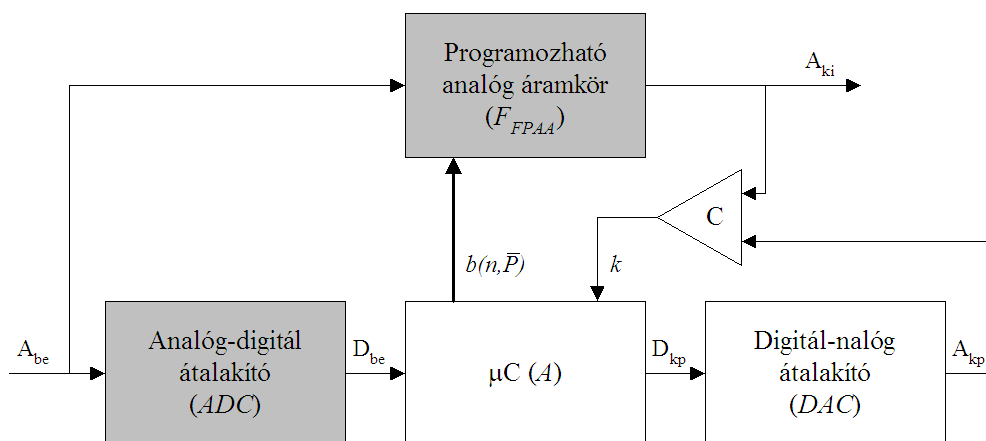 Programozható
analóg áramkör
(F_FPAA)
A_ki
C
b(n,P̅)
k
A_be
Analóg-digitál
átalakító
(ADC)
D_be
μC (A)
D_kp
Digitál-nalóg
átalakító
(DAC)
A_kp